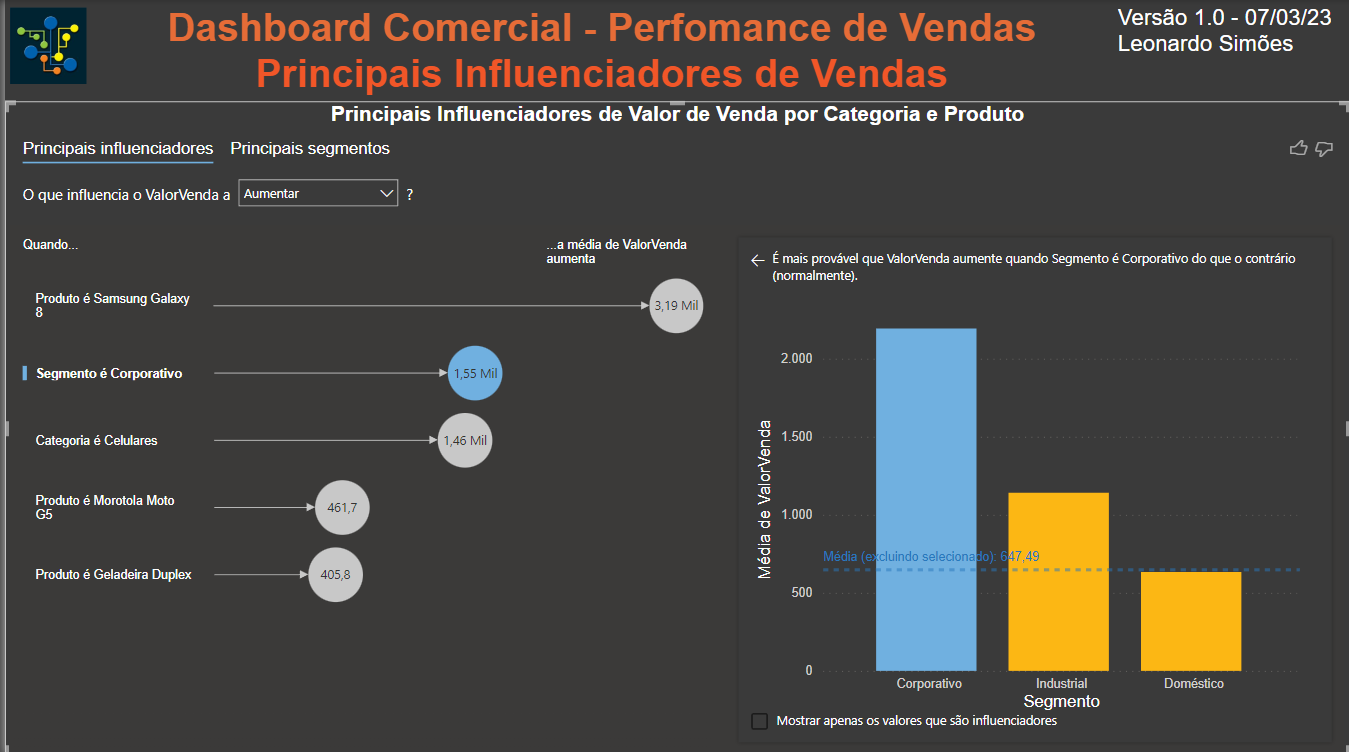 Dashboard Comercial - Perfomance de Vendas
Principais Influenciadores de Vendas
Versão 1.0 - 07/03/23
Leonardo Simões
Principais Influenciadores de Valor de Venda por Categoria e Produto
Principais influenciadores
Principais segmentos
O que influencia o ValorVenda a
Aumentar
?
Quando...
...a média de ValorVenda
aumenta
Produto é Samsung Galaxy
8
3,19 Mil
Segmento é Corporativo
1,55 Mil
Categoria é Celulares
1,46 Mil
Produto é Morotola Moto
G5
461,7
Produto é Geladeira Duplex
405,8
É mais provável que ValorVenda aumente quando Segmento é Corporativo do que o contrário
(normalmente).
Média de ValorVenda
2.000
1.500
1.000
500
0
Média (excluindo selecionado): 647,49
Corporativo
Industrial
Doméstico
Segmento
Mostrar apenas os valores que são influenciadores